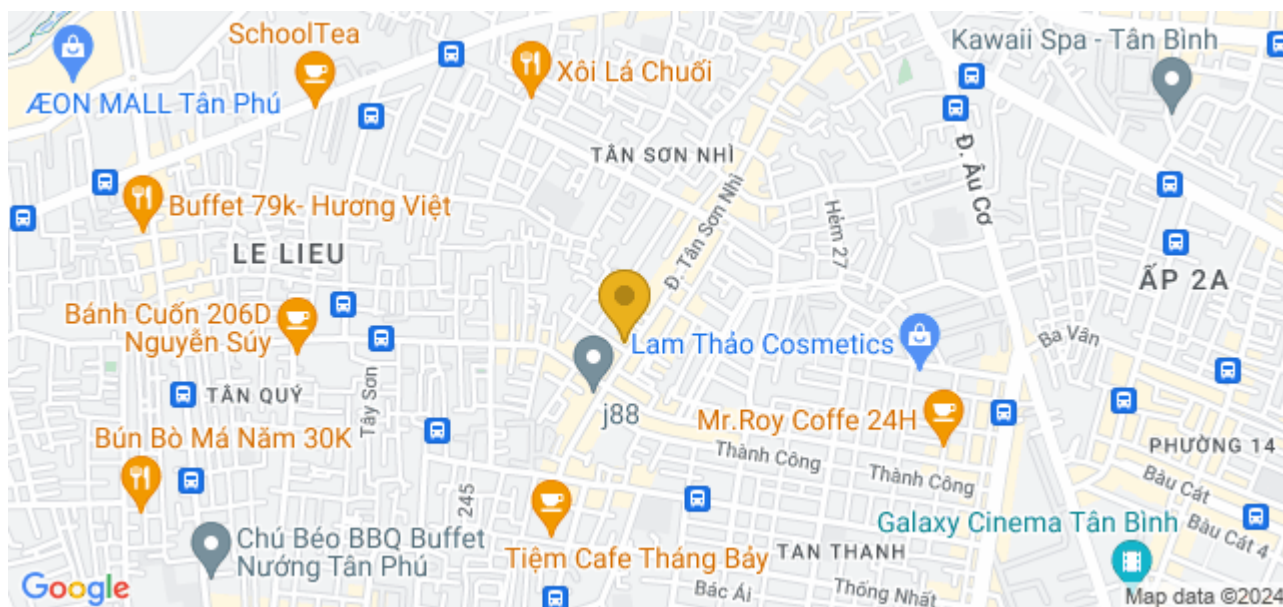 SchoolTea
Kawaii Spa - Tân Bình
Xôi Lá Chuối
ÆON MALL Tân Phú
TÂN SƠN NHÌ
Đ. Âu Cơ
Buffet 79k- Hương Việt
Đ. Tân Sơn Nhì
Hẻm 27
LE LIEU
ẤP 2A
Bánh Cuốn 206D
Nguyễn Súy
Lam Thảo Cosmetics
Ba Vân
TÂN QUÝ
Tây Sơn
j88
Mr.Roy Coffe 24H
Bún Bò Má Năm 30K
Thành Công
PHƯỜNG 14
Thành Công
Bàu Cát
245
Galaxy Cinema Tân Bình
Bàu Cát 4
Chú Béo BBQ Buffet
Nướng Tân Phú
Tiệm Cafe Tháng Bảy
TAN THANH
Bác Ái
Thống Nhất
Google
Map data ©2024